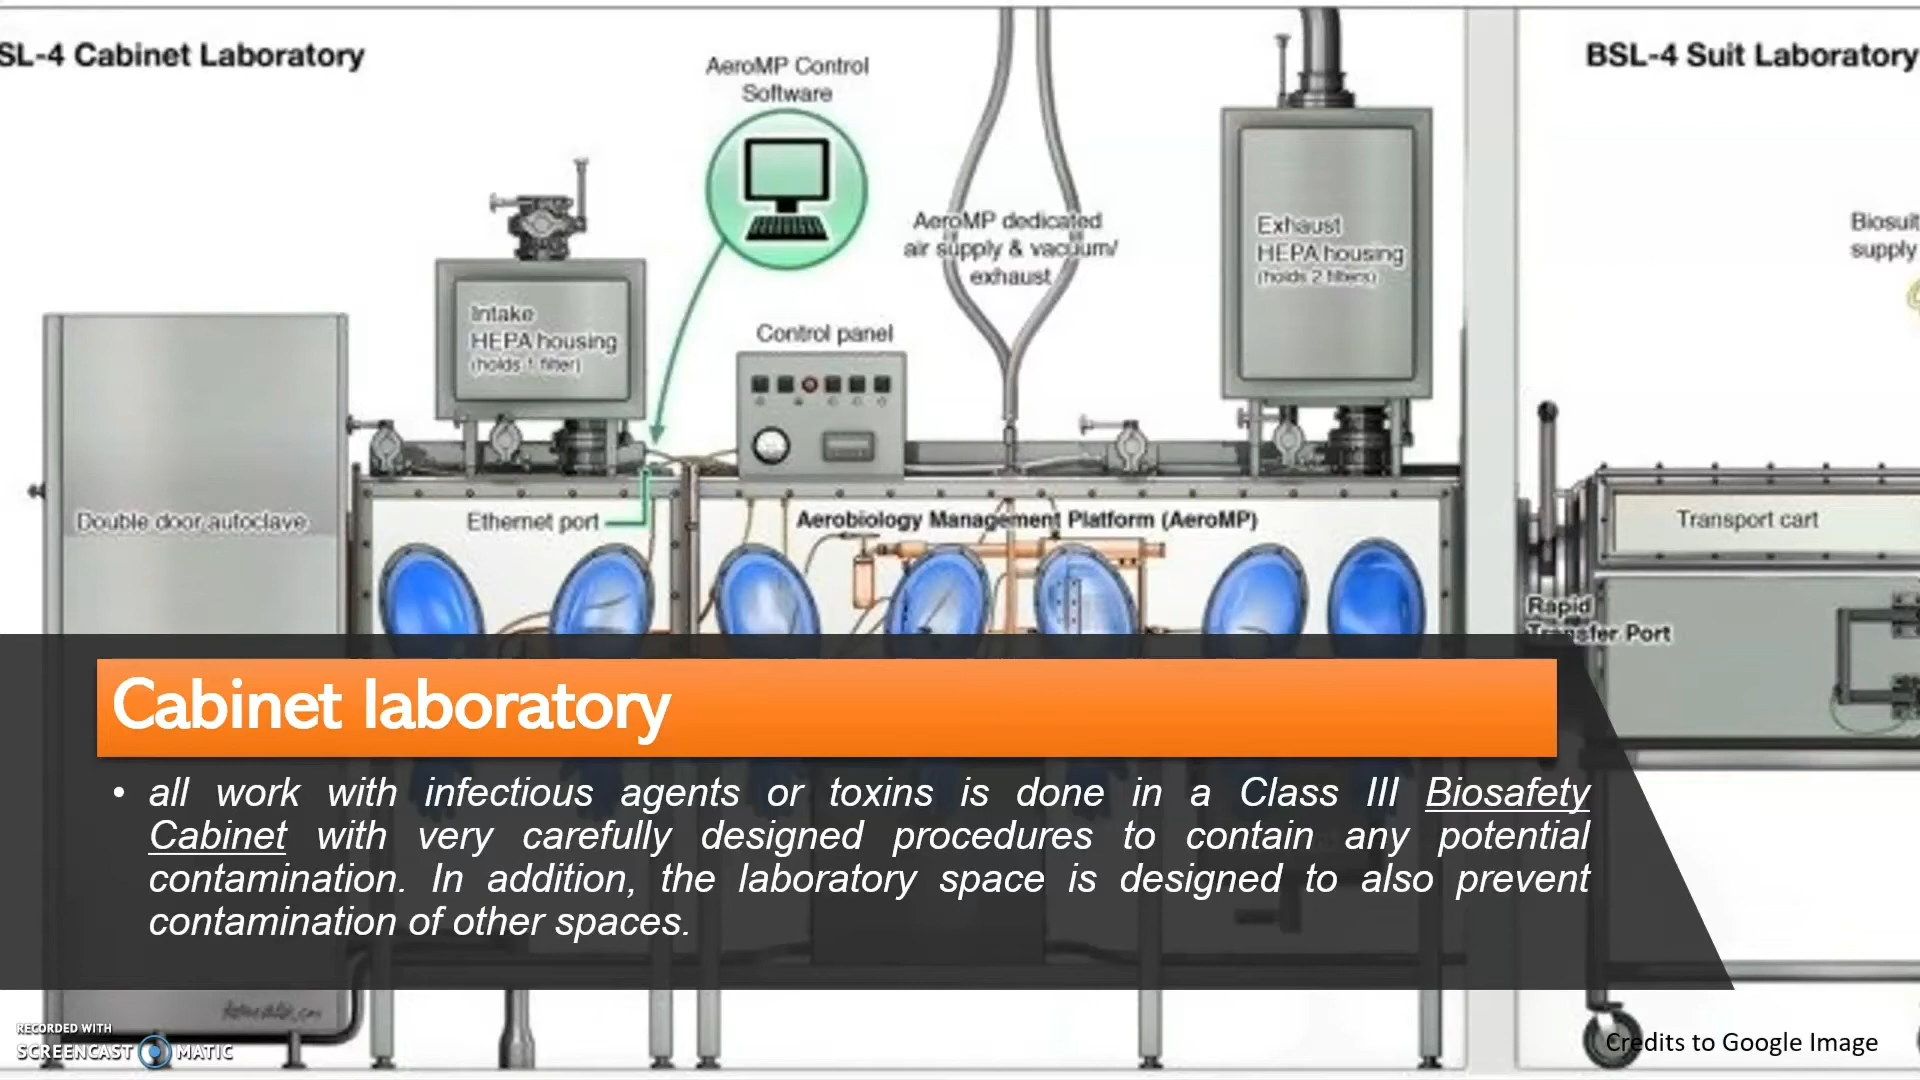 SL-4 Cabinet Laboratory
BSL-4 Suit Laboratory
AeroMP Control
Software
AeroMP dedicated
air supply & vacuum/
exhaust
Exhaust
HEPA housing
(holds 2 filters)
Biosuit
supply
Intake
HEPA housing
(holds 1 filter)
Control panel
Double door autoclave
Ethernet port
Aerobiology Management Platform (AeroMP)
Transport cart
Rapid
Transfer Port
Cabinet laboratory
• all work with infectious agents or toxins is done in a Class III Biosafety
Cabinet with very carefully designed procedures to contain any potential
contamination. In addition, the laboratory space is designed to also prevent
contamination of other spaces.
RECORDED WITH
SCREENCAST MATIC
Credits to Google Image